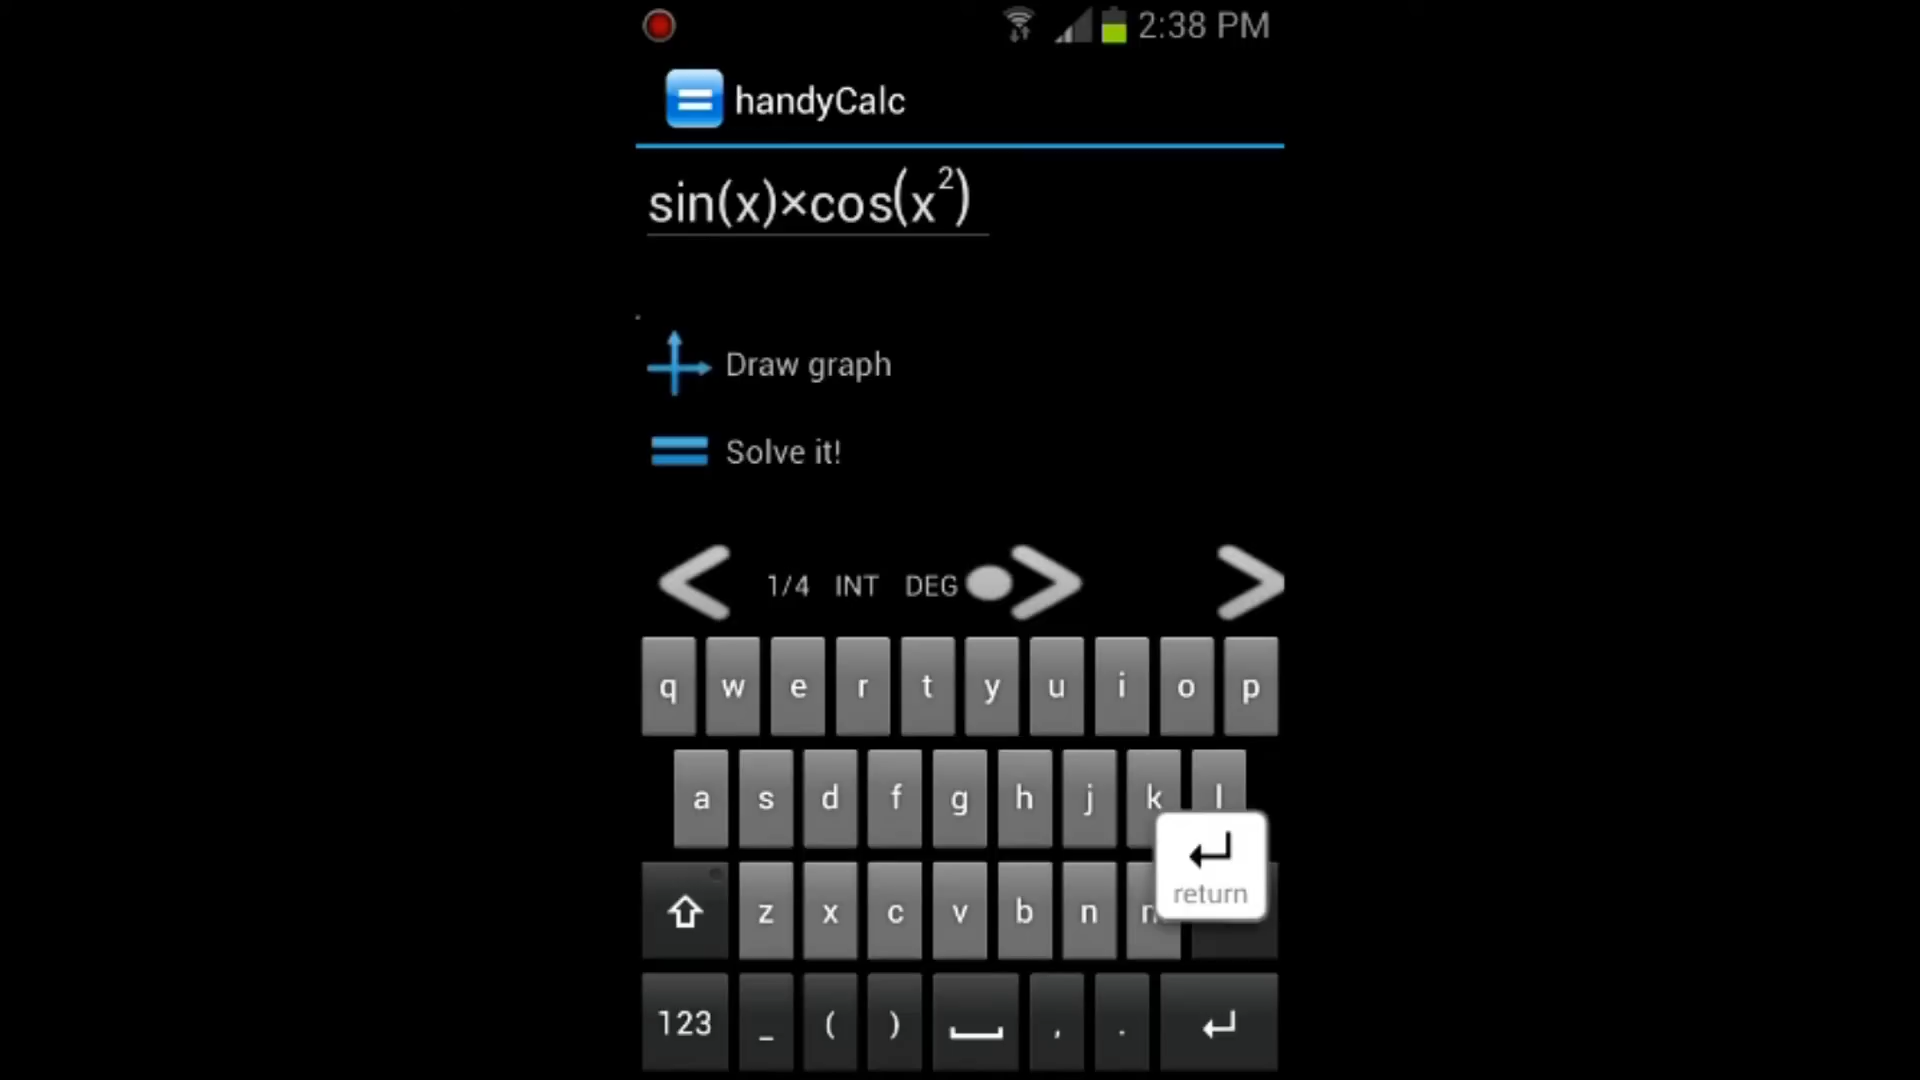 2:38 PM
handyCalc
sin(x)×cos(x²)
Draw graph
Solve it!
1/4 INT DEG
q w e r t y u i o p
a s d f g h j k l
return
z x c v b n
123 _ ( ) , .